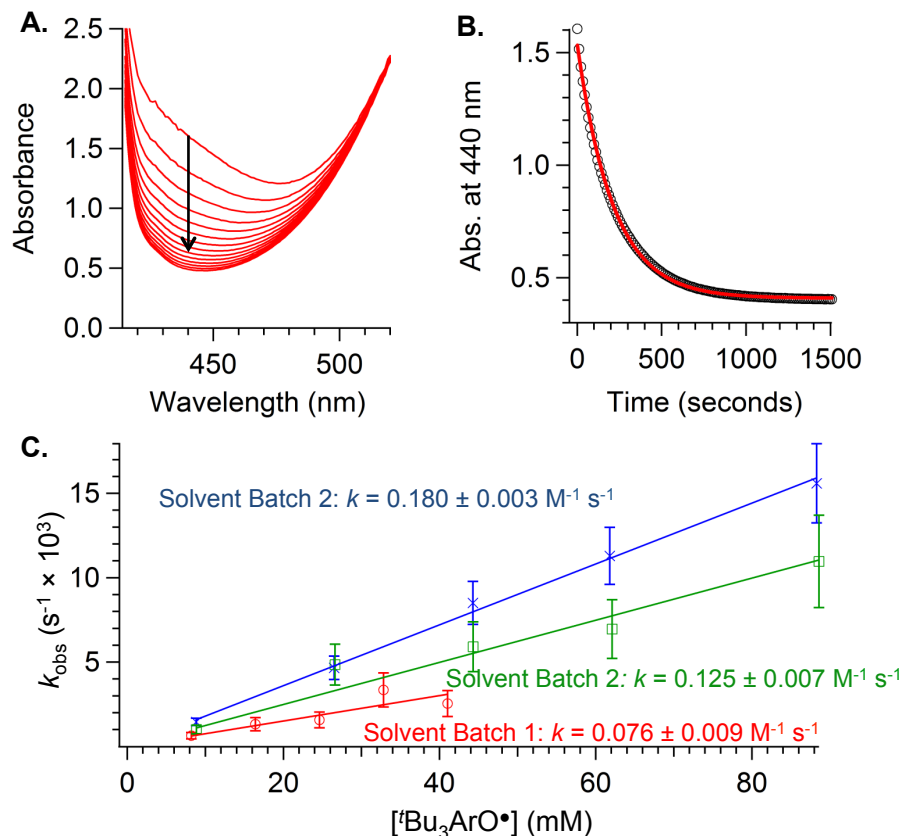 A.
2.5
2.0
1.5
1.0
0.5
0.0
Absorbance
450
500
Wavelength (nm)
B.
1.5
1.0
0.5
Abs. at 440 nm
0
500
1000
1500
Time (seconds)
C.
15
10
5
k_obs (s⁻¹ × 10³)
Solvent Batch 2: k = 0.180 ± 0.003 M⁻¹ s⁻¹
Solvent Batch 2: k = 0.125 ± 0.007 M⁻¹ s⁻¹
Solvent Batch 1: k = 0.076 ± 0.009 M⁻¹ s⁻¹
0
20
40
60
80
[ᵗBu₃ArO•] (mM)